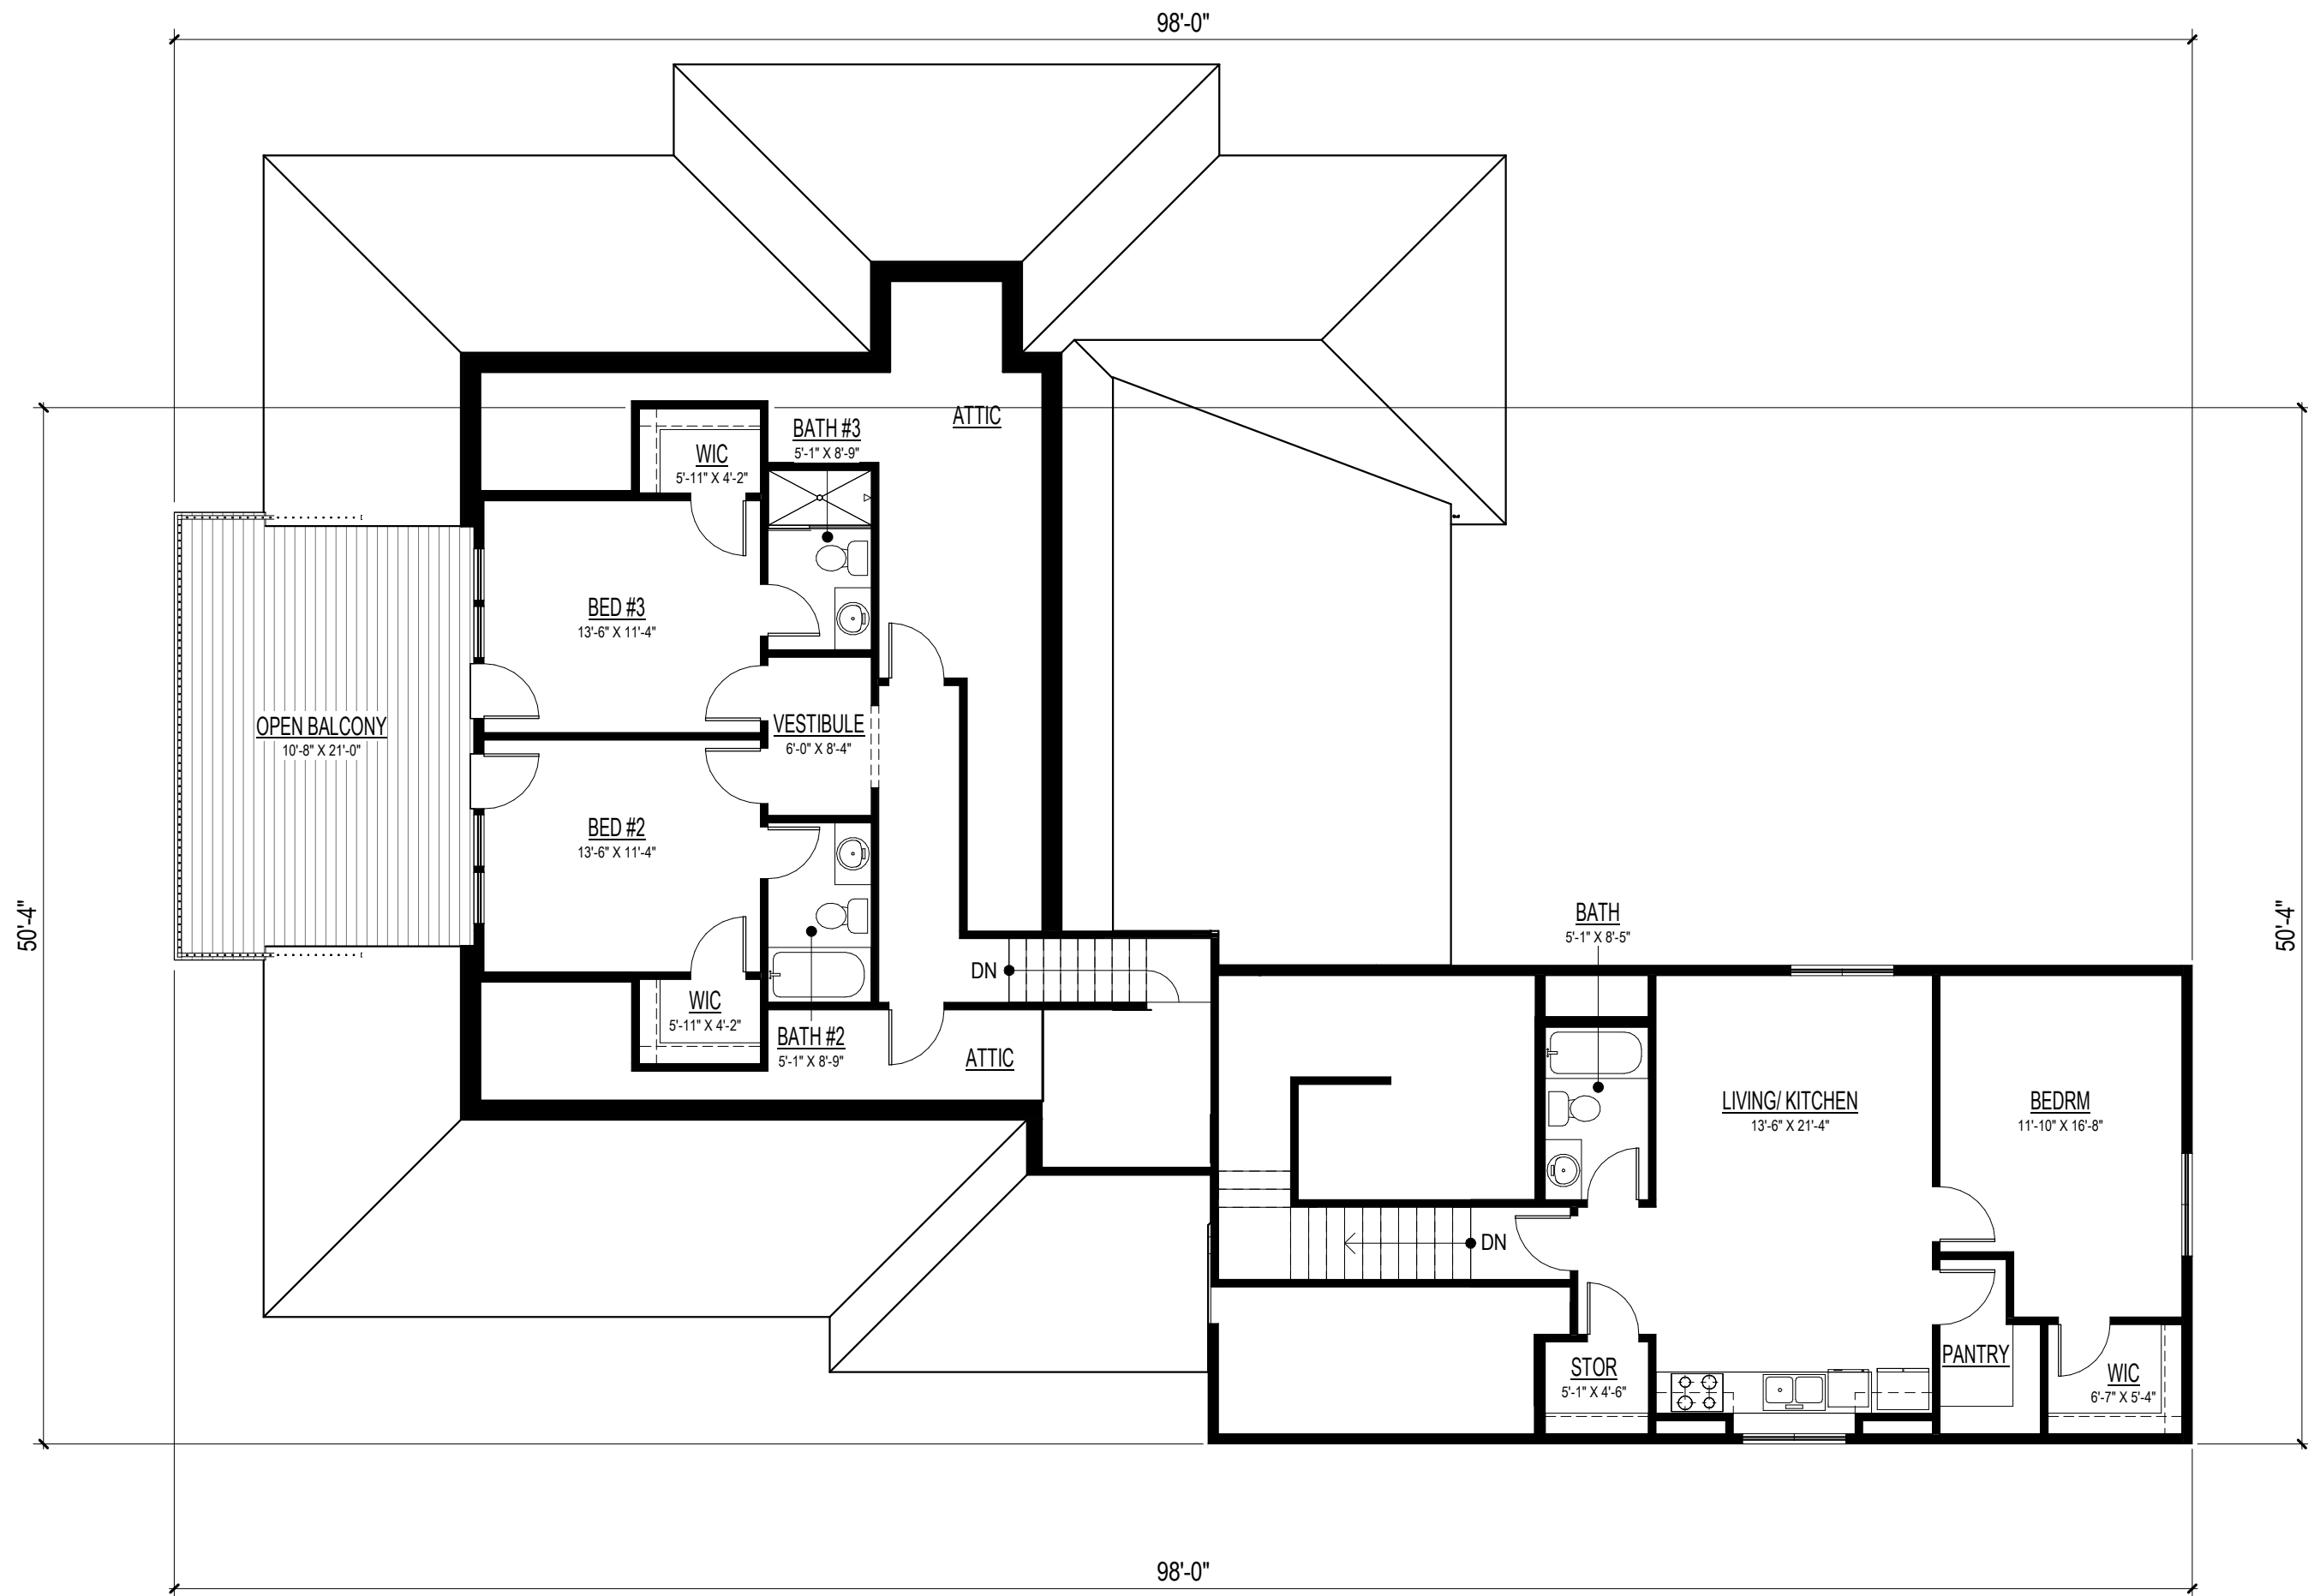 98'-0"
ATTIC
BATH #3
5'-1" X 8'-9"
WIC
5'-11" X 4'-2"
BED #3
13'-6" X 11'-4"
OPEN BALCONY
10'-8" X 21'-0"
VESTIBULE
6'-0" X 8'-4"
BED #2
13'-6" X 11'-4"
50'-4"
50'-4"
BATH
5'-1" X 8'-5"
DN
WIC
5'-11" X 4'-2"
BATH #2
5'-1" X 8'-9"
ATTIC
LIVING/ KITCHEN
13'-6" X 21'-4"
BEDRM
11'-10" X 16'-8"
DN
STOR
5'-1" X 4'-6"
PANTRY
WIC
6'-7" X 5'-4"
98'-0"